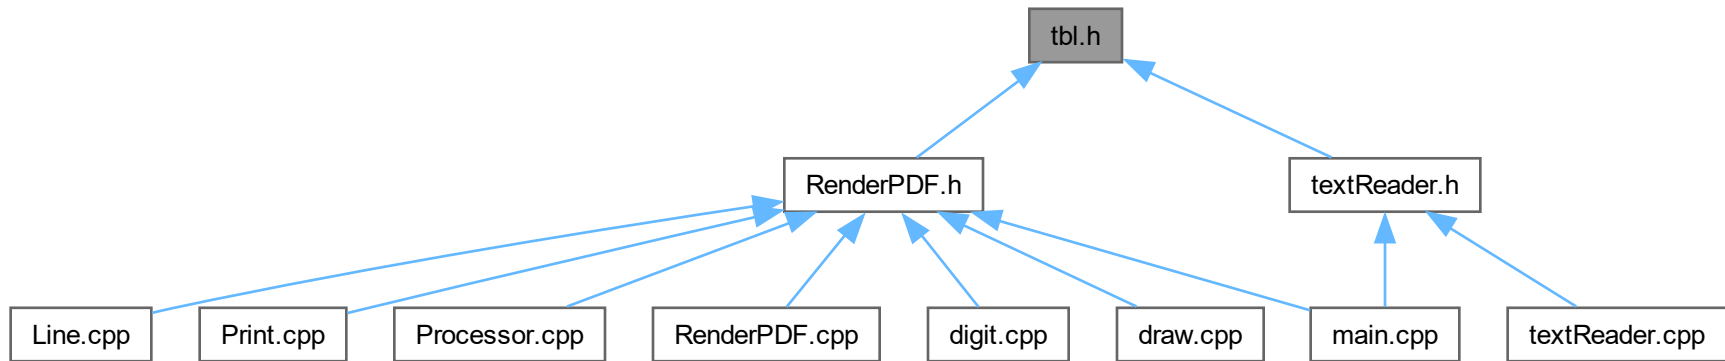 tbl.h
RenderPDF.h
textReader.h
Line.cpp
Print.cpp
Processor.cpp
RenderPDF.cpp
digit.cpp
draw.cpp
main.cpp
textReader.cpp